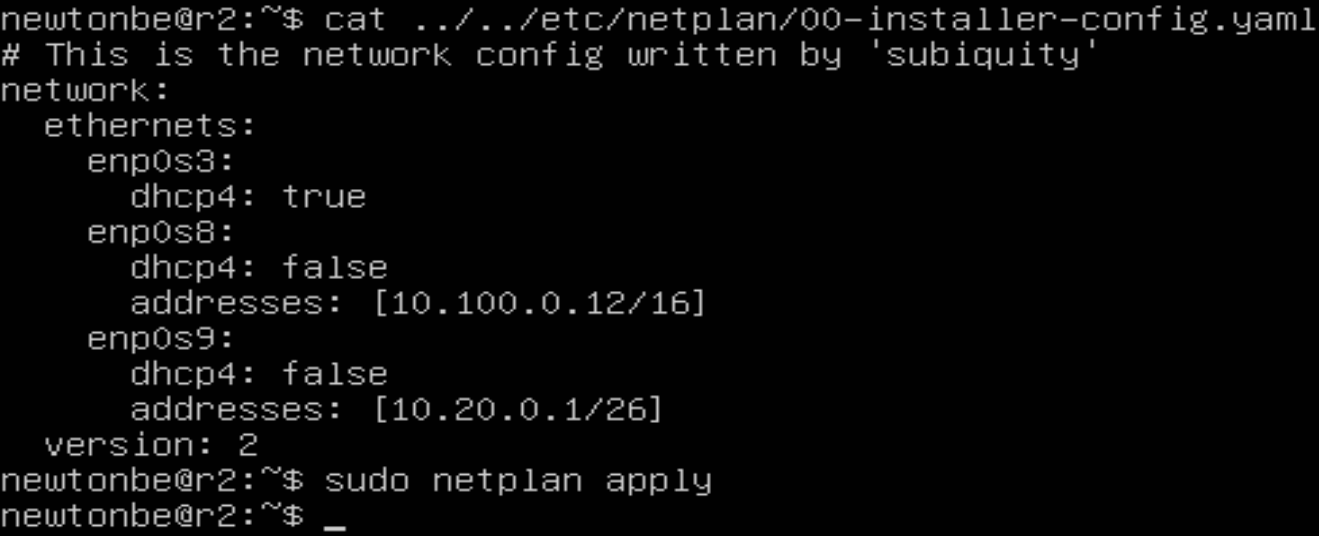 newtonbe@r2:~$ cat ../../etc/netplan/00-installer-config.yaml
# This is the network config written by 'subiquity'
network:
  ethernets:
    enp0s3:
      dhcp4: true
    enp0s8:
      dhcp4: false
      addresses: [10.100.0.12/16]
    enp0s9:
      dhcp4: false
      addresses: [10.20.0.1/26]
  version: 2
newtonbe@r2:~$ sudo netplan apply
newtonbe@r2:~$ _